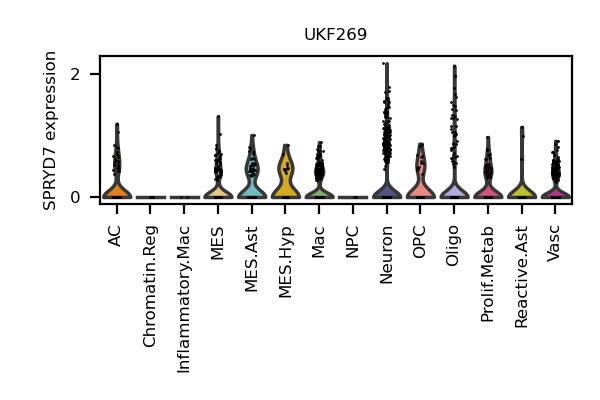 UKF269
SPRYD7 expression
2
0
AC
Chromatin.Reg
Inflammatory.Mac
MES
MES.Ast
MES.Hyp
Mac
NPC
Neuron
OPC
Oligo
Prolif.Metab
Reactive.Ast
Vasc